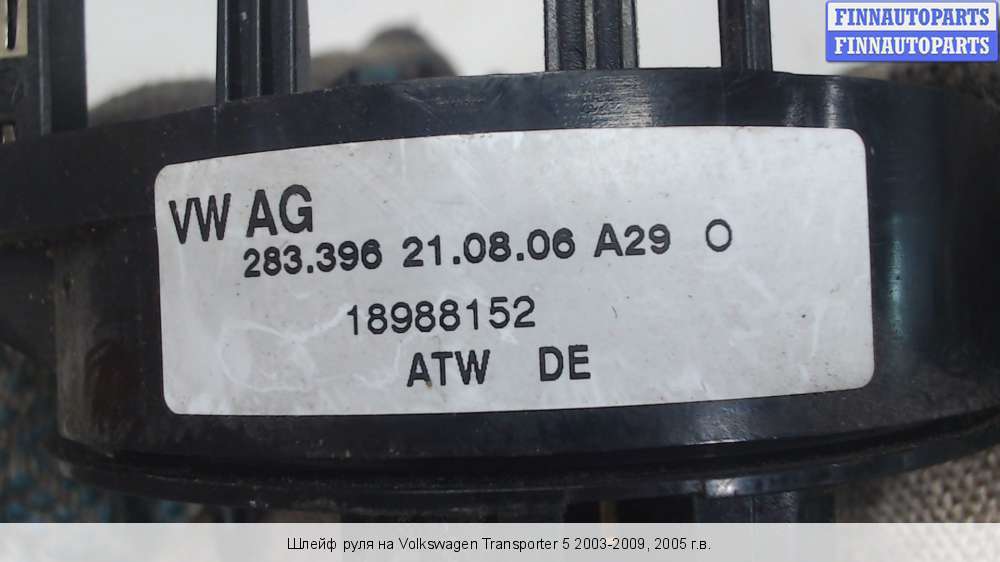 FINNAUTOPARTS
FINNAUTOPARTS
VW AG
283.396 21.08.06 A29 O
18988152
ATW DE
Шлейф руля на Volkswagen Transporter 5 2003-2009, 2005 г.в.